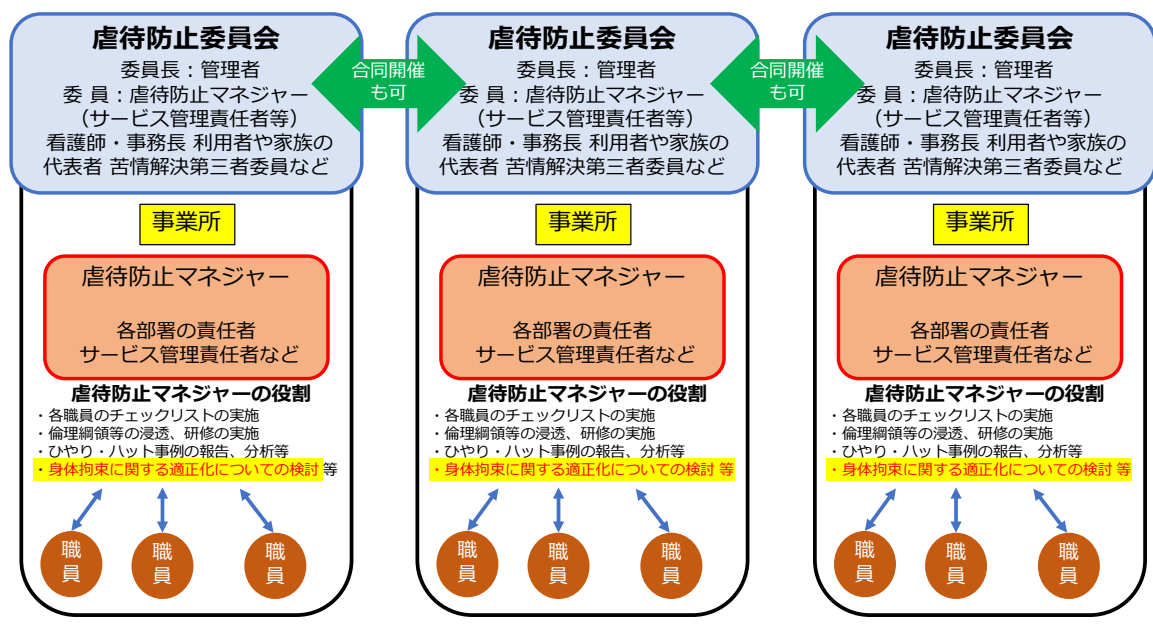 虐待防止委員会
委員長：管理者
委 員：虐待防止マネジャー
（サービス管理責任者等）
看護師・事務長 利用者や家族の
代表者 苦情解決第三者委員など
合同開催
も可
虐待防止委員会
委員長：管理者
委 員：虐待防止マネジャー
（サービス管理責任者等）
看護師・事務長 利用者や家族の
代表者 苦情解決第三者委員など
合同開催
も可
虐待防止委員会
委員長：管理者
委 員：虐待防止マネジャー
（サービス管理責任者等）
看護師・事務長 利用者や家族の
代表者 苦情解決第三者委員など
事業所
虐待防止マネジャー
各部署の責任者
サービス管理責任者など
虐待防止マネジャーの役割
・各職員のチェックリストの実施
・倫理綱領等の浸透、研修の実施
・ひやり・ハット事例の報告、分析等
・身体拘束に関する適正化についての検討 等
職員
職員
職員
事業所
虐待防止マネジャー
各部署の責任者
サービス管理責任者など
虐待防止マネジャーの役割
・各職員のチェックリストの実施
・倫理綱領等の浸透、研修の実施
・ひやり・ハット事例の報告、分析等
・身体拘束に関する適正化についての検討 等
職員
職員
職員
事業所
虐待防止マネジャー
各部署の責任者
サービス管理責任者など
虐待防止マネジャーの役割
・各職員のチェックリストの実施
・倫理綱領等の浸透、研修の実施
・ひやり・ハット事例の報告、分析等
・身体拘束に関する適正化についての検討 等
職員
職員
職員